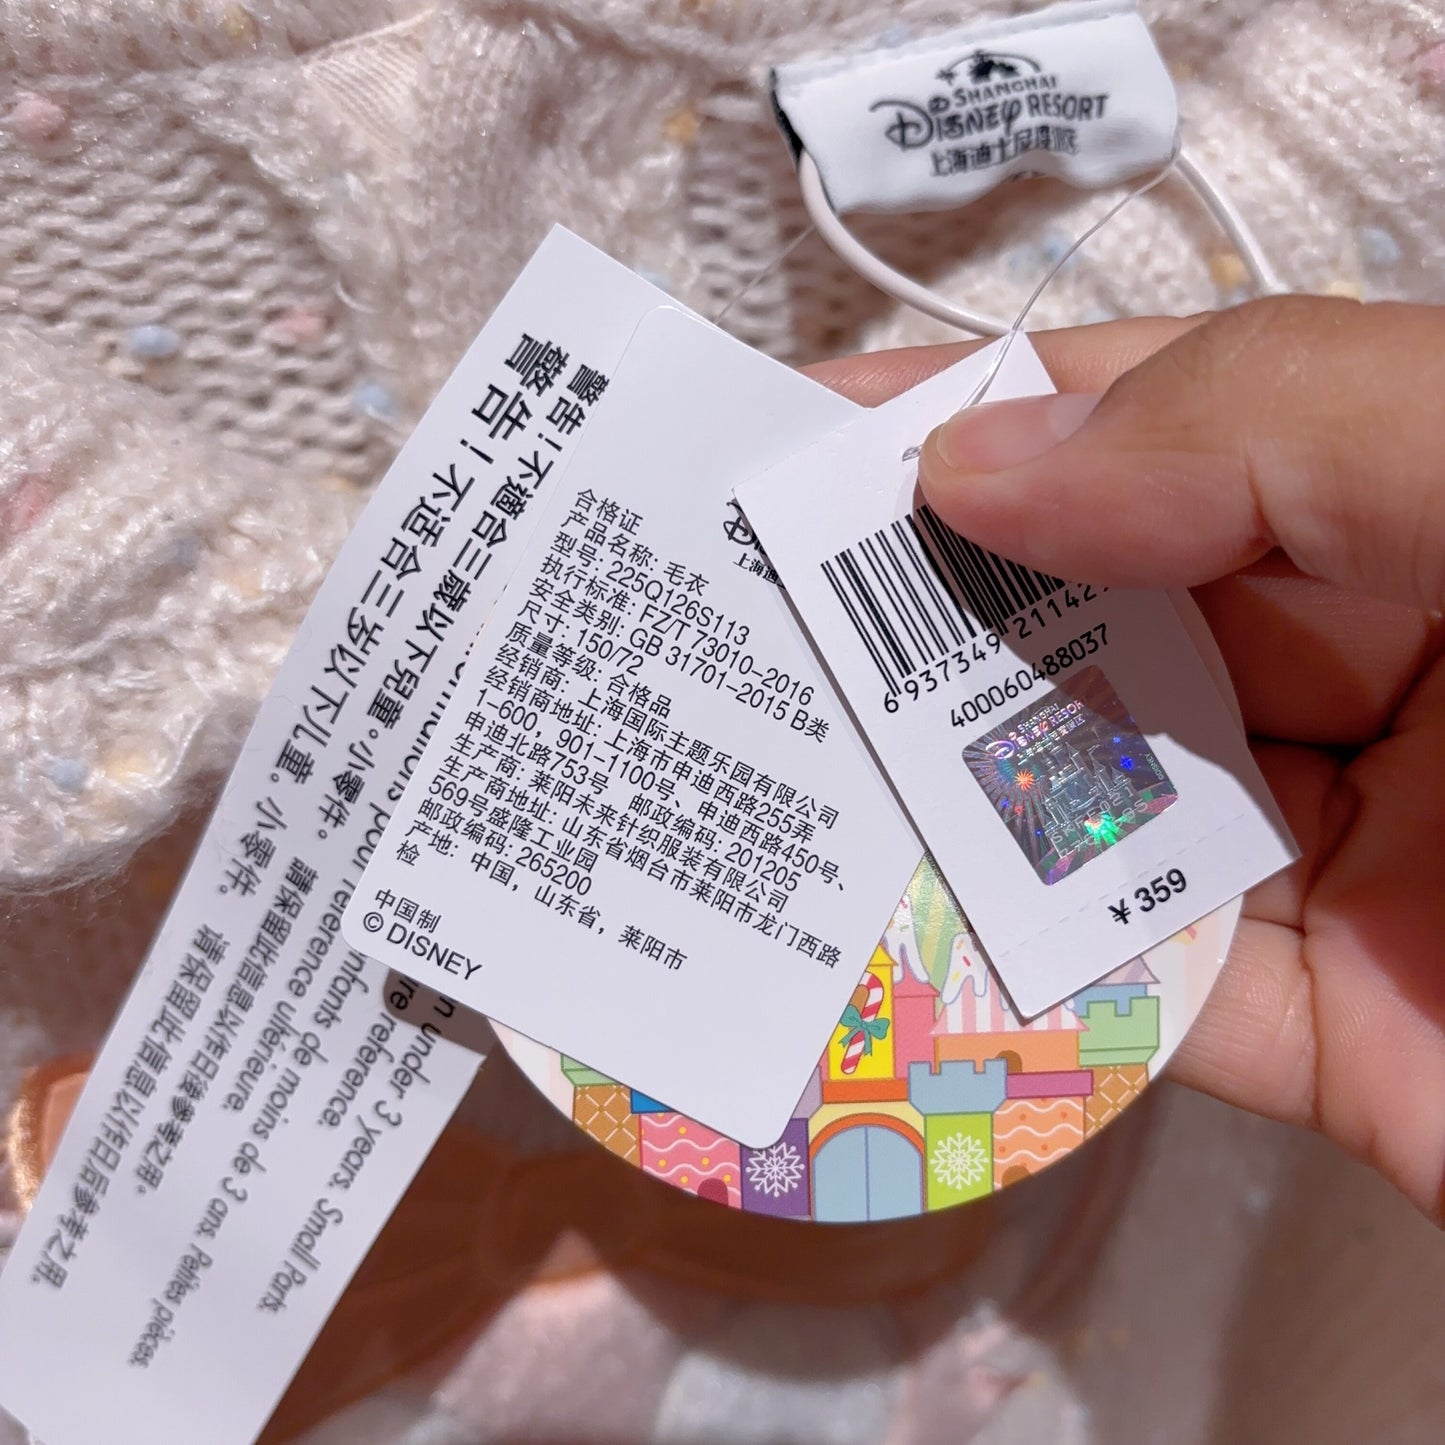 SHANGHAI
Disney RESORT
上海迪士尼度假区
警告！不適合三歲以下兒童。小零件。 請保留此信息以作日後參考之用。
警告！不适合三岁以下儿童。小零件。 请保留此信息以作日后参考之用。
under 3 years. Small Parts.
reference.
enfants de moins de 3 ans. Petites pièces.
informations pour référence ultérieure.
合格证
产品名称: 毛衣
型号: 225Q126S113
执行标准: FZ/T 73010-2016
安全类别: GB 31701-2015 B类
尺寸: 150/72
质量等级: 合格品
经销商: 上海国际主题乐园有限公司
经销商地址: 上海市申迪西路255弄
1-600，901-1100号、申迪西路450号、
申迪北路753号 邮政编码: 201205
生产商: 莱阳未来针织服装有限公司
生产商地址: 山东省烟台市莱阳市龙门西路
569号盛隆工业园
邮政编码: 265200
产 地: 中国，山东省，莱阳市
检
中国制
© DISNEY
上海迪
6 937349 21142
400060488037
SHANGHAI
DISNEY RESORT
¥ 359